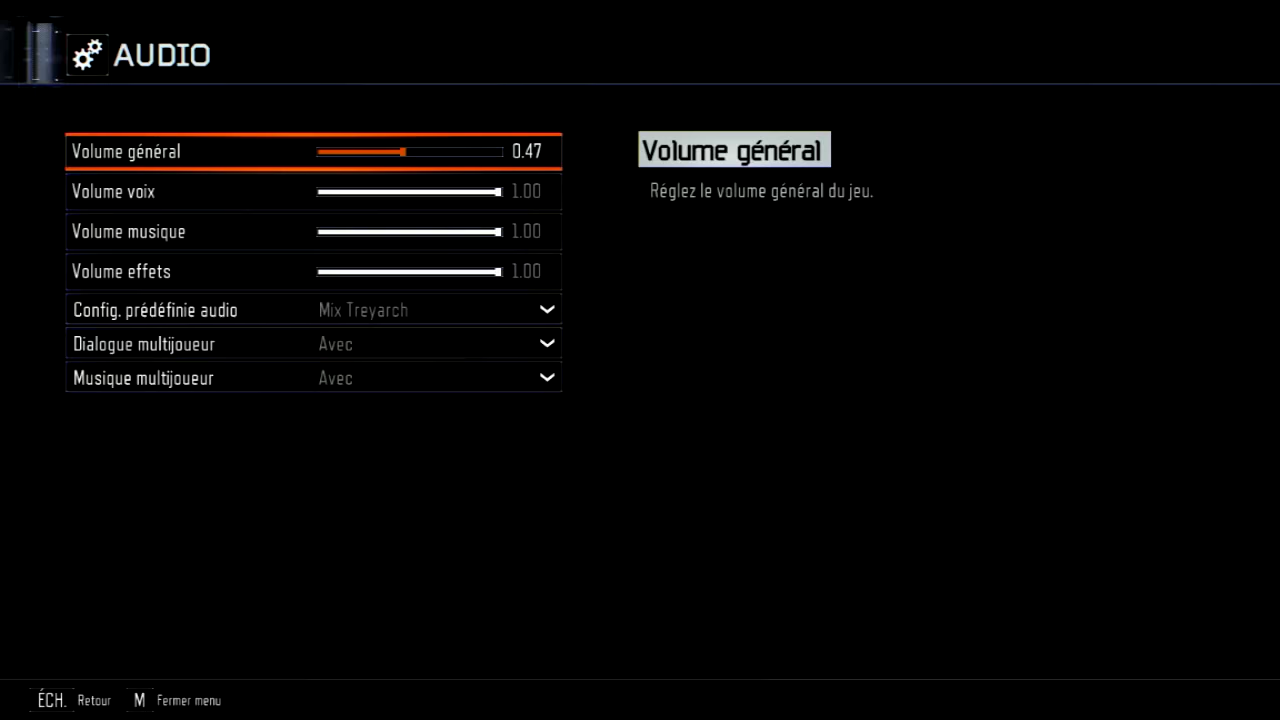 AUDIO
Volume général 0.47
Volume voix 1.00
Volume musique 1.00
Volume effets 1.00
Config. prédéfinie audio Mix Treyarch
Dialogue multijoueur Avec
Musique multijoueur Avec
Volume général
Réglez le volume général du jeu.
ÉCH. Retour M Fermer menu